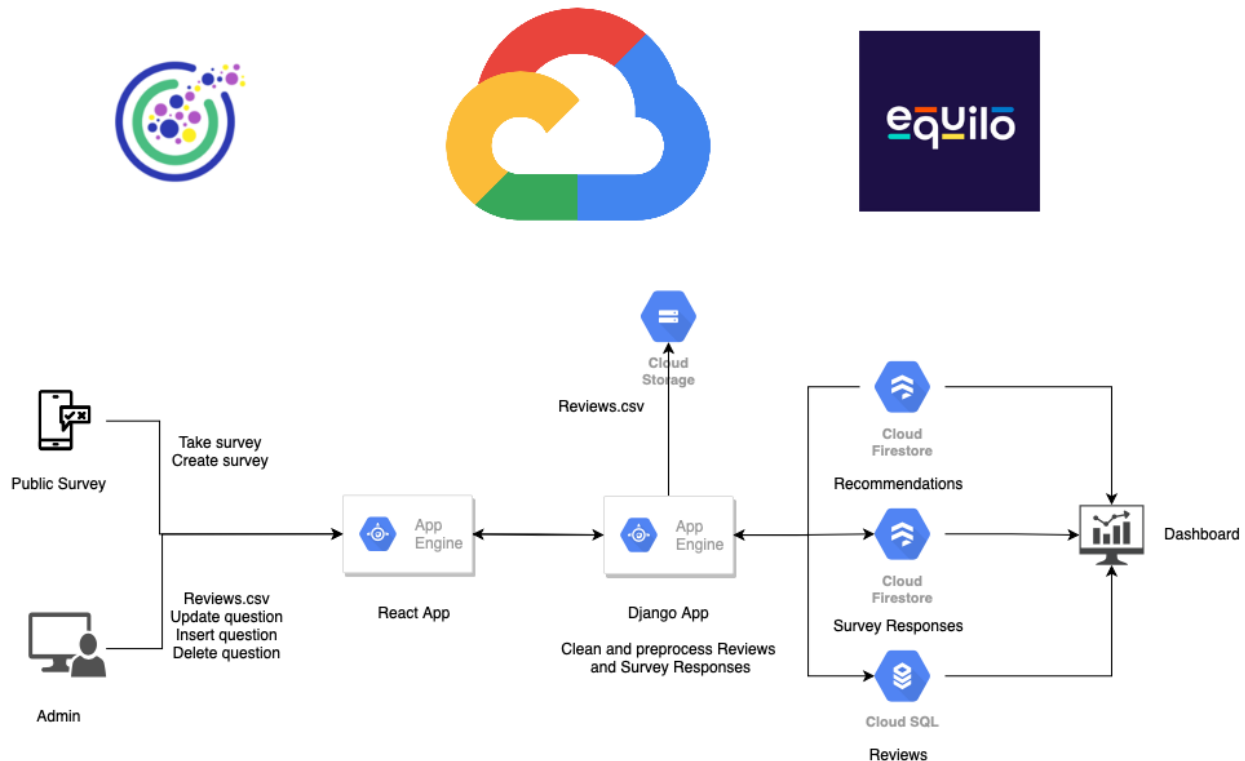 equilo
Cloud
Storage
Reviews.csv
Take survey
Create survey
Public Survey
Cloud
Firestore
Recommendations
App
Engine
React App
App
Engine
Django App
Clean and preprocess Reviews
and Survey Responses
Cloud
Firestore
Survey Responses
Dashboard
Reviews.csv
Update question
Insert question
Delete question
Admin
Cloud SQL
Reviews